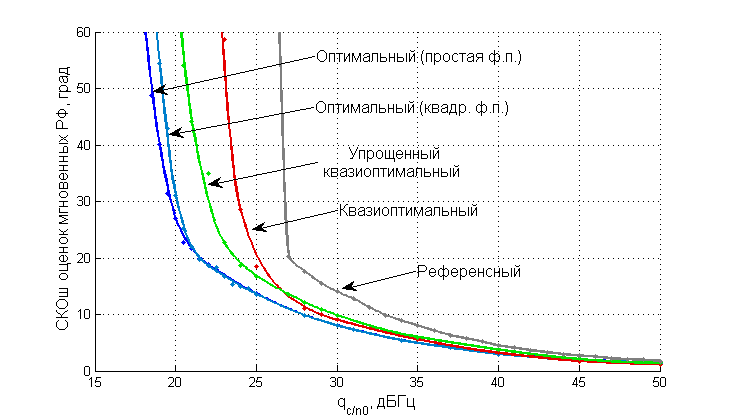 60
50
40
30
20
10
0
СКОш оценок мгновенных РФ, град
Оптимальный (простая ф.п.)
Оптимальный (квадр. ф.п.)
Упрощенный
квазиоптимальный
Квазиоптимальный
Референсный
15 20 25 30 35 40 45 50
q c/n0, дБГц